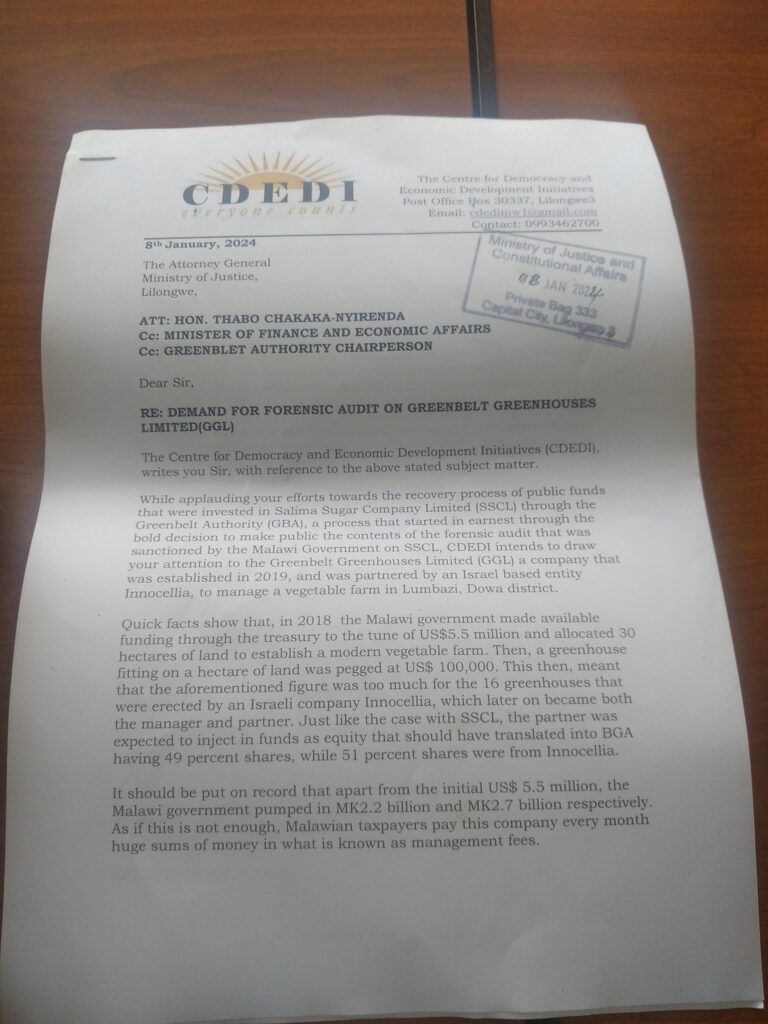 CDEDI
everyone counts
The Centre for Democracy and
Economic Development Initiatives
Post Office Box 30337, Lilongwe3
Email: cdedimw1@gmail.com
Contact: 0993462700
8th January, 2024
Ministry of Justice and
Constitutional Affairs
08 JAN 2024
Private Bag 333
Capital City, Lilongwe 3
The Attorney General
Ministry of Justice,
Lilongwe,
ATT: HON. THABO CHAKAKA-NYIRENDA
Cc: MINISTER OF FINANCE AND ECONOMIC AFFAIRS
Cc: GREENBLET AUTHORITY CHAIRPERSON
Dear Sir,
RE: DEMAND FOR FORENSIC AUDIT ON GREENBELT GREENHOUSES
LIMITED(GGL)
The Centre for Democracy and Economic Development Initiatives (CDEDI),
writes you Sir, with reference to the above stated subject matter.
While applauding your efforts towards the recovery process of public funds
that were invested in Salima Sugar Company Limited (SSCL) through the
Greenbelt Authority (GBA), a process that started in earnest through the
bold decision to make public the contents of the forensic audit that was
sanctioned by the Malawi Government on SSCL, CDEDI intends to draw
your attention to the Greenbelt Greenhouses Limited (GGL) a company that
was established in 2019, and was partnered by an Israel based entity
Innocellia, to manage a vegetable farm in Lumbazi, Dowa district.
Quick facts show that, in 2018 the Malawi government made available
funding through the treasury to the tune of US$5.5 million and allocated 30
hectares of land to establish a modern vegetable farm. Then, a greenhouse
fitting on a hectare of land was pegged at US$ 100,000. This then, meant
that the aforementioned figure was too much for the 16 greenhouses that
were erected by an Israeli company Innocellia, which later on became both
the manager and partner. Just like the case with SSCL, the partner was
expected to inject in funds as equity that should have translated into BGA
having 49 percent shares, while 51 percent shares were from Innocellia.
It should be put on record that apart from the initial US$ 5.5 million, the
Malawi government pumped in MK2.2 billion and MK2.7 billion respectively.
As if this is not enough, Malawian taxpayers pay this company every month
huge sums of money in what is known as management fees.